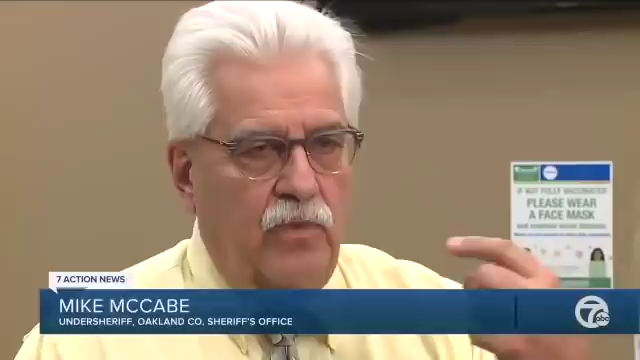 IF NOT FULLY VACCINATED
PLEASE WEAR
A FACE MASK
7 ACTION NEWS
MIKE MCCABE
UNDERSHERIFF, OAKLAND CO. SHERIFF'S OFFICE
7 abc